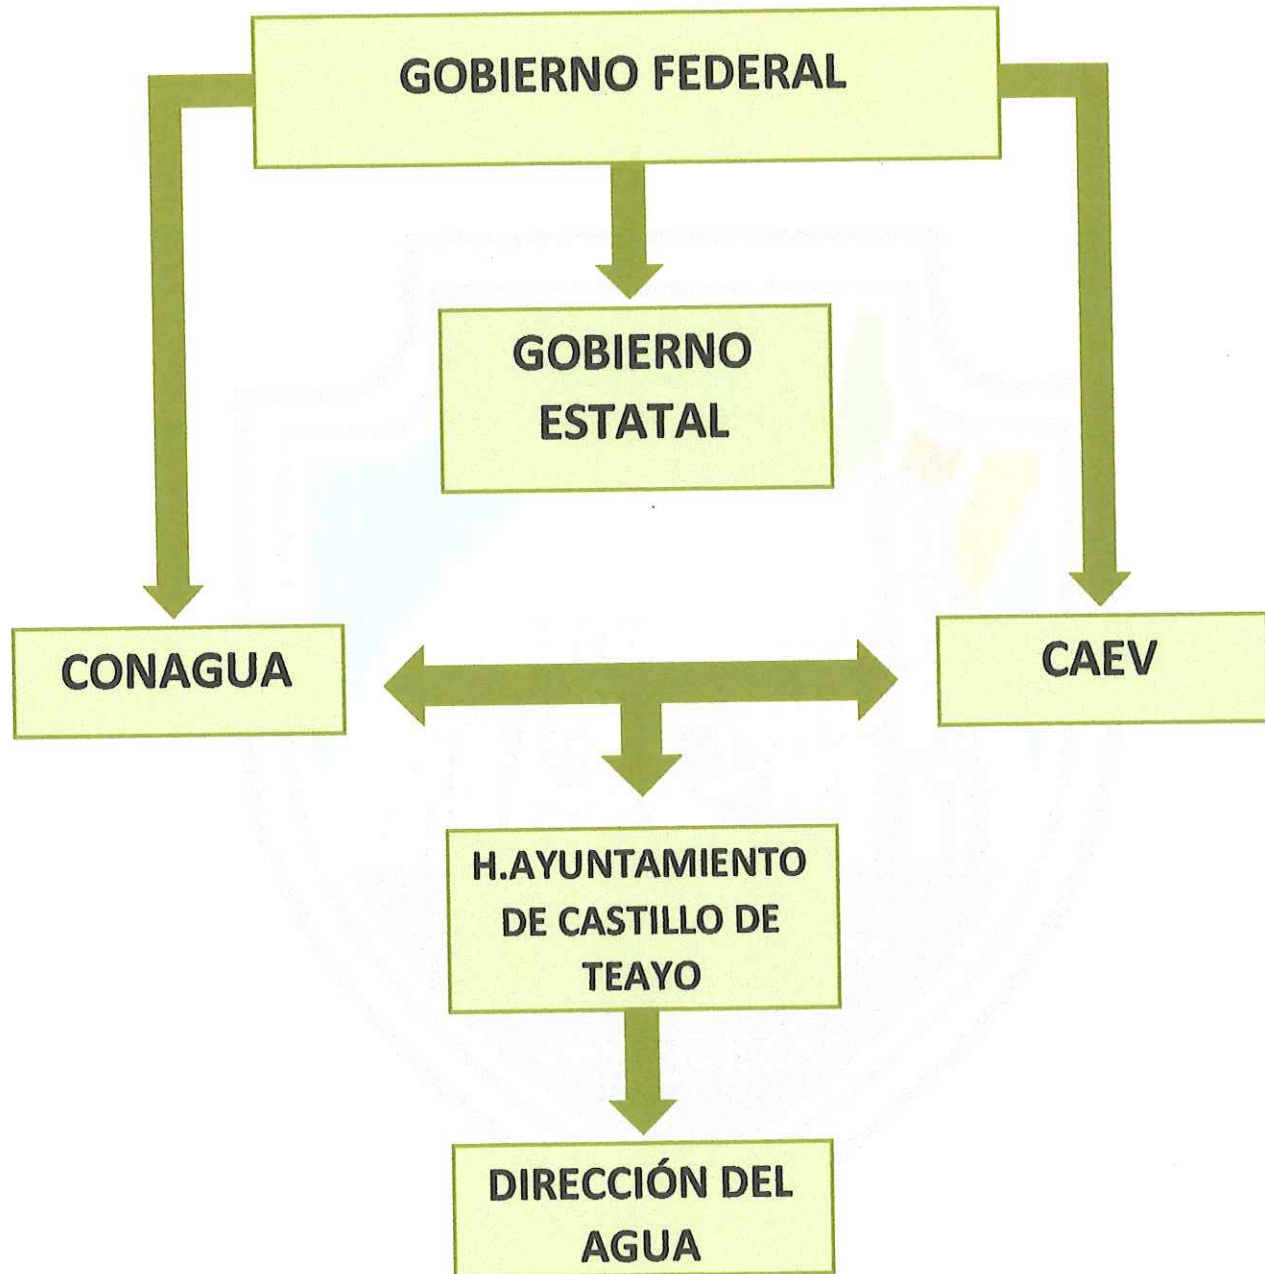 GOBIERNO FEDERAL
GOBIERNO
ESTATAL
CONAGUA
CAEV
H.AYUNTAMIENTO
DE CASTILLO DE
TEAYO
DIRECCIÓN DEL
AGUA